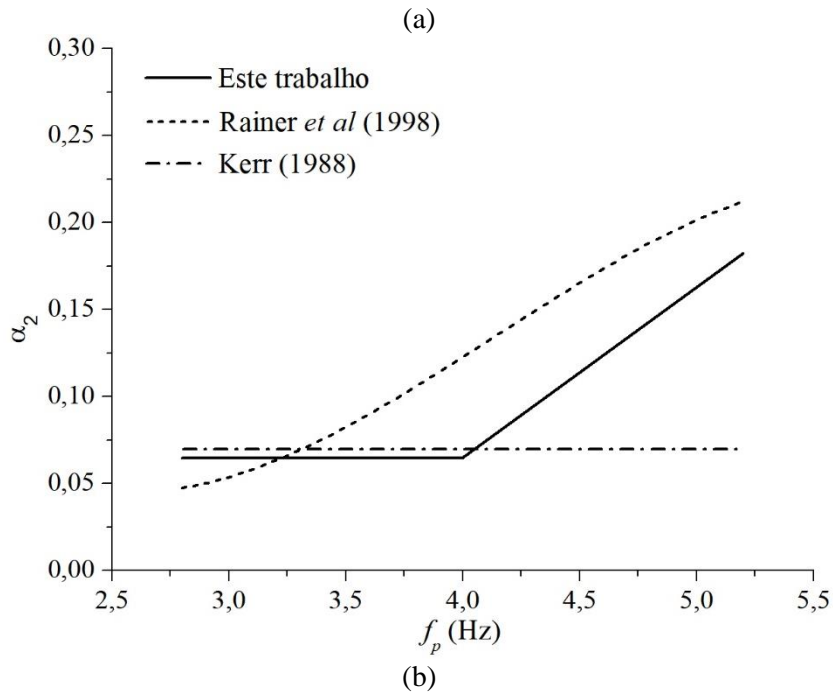 (a)
0,30
0,25
0,20
0,15
0,10
0,05
0,00
α2
Este trabalho
Rainer et al (1998)
Kerr (1988)
2,5 3,0 3,5 4,0 4,5 5,0 5,5
fp (Hz)
(b)